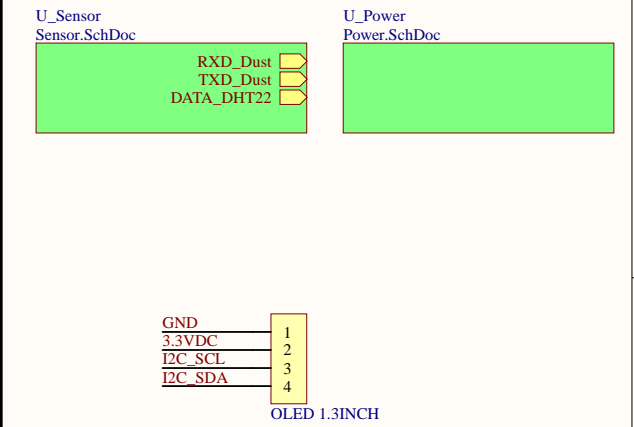 U_Sensor
Sensor.SchDoc
RXD_Dust
TXD_Dust
DATA_DHT22
U_Power
Power.SchDoc
GND
3.3VDC
I2C_SCL
I2C_SDA
1
2
3
4
OLED 1.3INCH